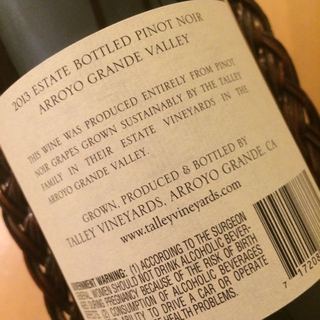 2013 ESTATE BOTTLED PINOT NOIR
ARROYO GRANDE VALLEY
THIS WINE WAS PRODUCED ENTIRELY FROM PINOT
NOIR GRAPES GROWN SUSTAINABLY BY THE TALLEY
FAMILY IN THEIR ESTATE VINEYARDS IN THE
ARROYO GRANDE VALLEY.
GROWN, PRODUCED & BOTTLED BY
TALLEY VINEYARDS, ARROYO GRANDE, CA
www.talleyvineyards.com
WARNING: (1) ACCORDING TO THE SURGEON
WOMEN SHOULD NOT DRINK ALCOHOLIC BEVER-
PREGNANCY BECAUSE OF THE RISK OF BIRTH
CONSUMPTION OF ALCOHOLIC BEVERAGES
ABILITY TO DRIVE A CAR OR OPERATE
HEALTH PROBLEMS.